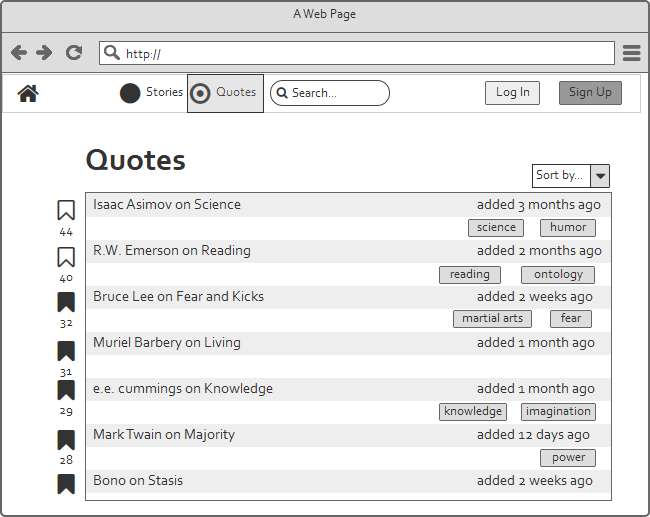 A Web Page
http://
Stories
Quotes
Search...
Log In
Sign Up
Quotes
Sort by...
Isaac Asimov on Science added 3 months ago
44 science humor
R.W. Emerson on Reading added 2 months ago
40 reading ontology
Bruce Lee on Fear and Kicks added 2 weeks ago
32 martial arts fear
Muriel Barbery on Living added 1 month ago
31
e.e. cummings on Knowledge added 1 month ago
29 knowledge imagination
Mark Twain on Majority added 12 days ago
28 power
Bono on Stasis added 2 weeks ago